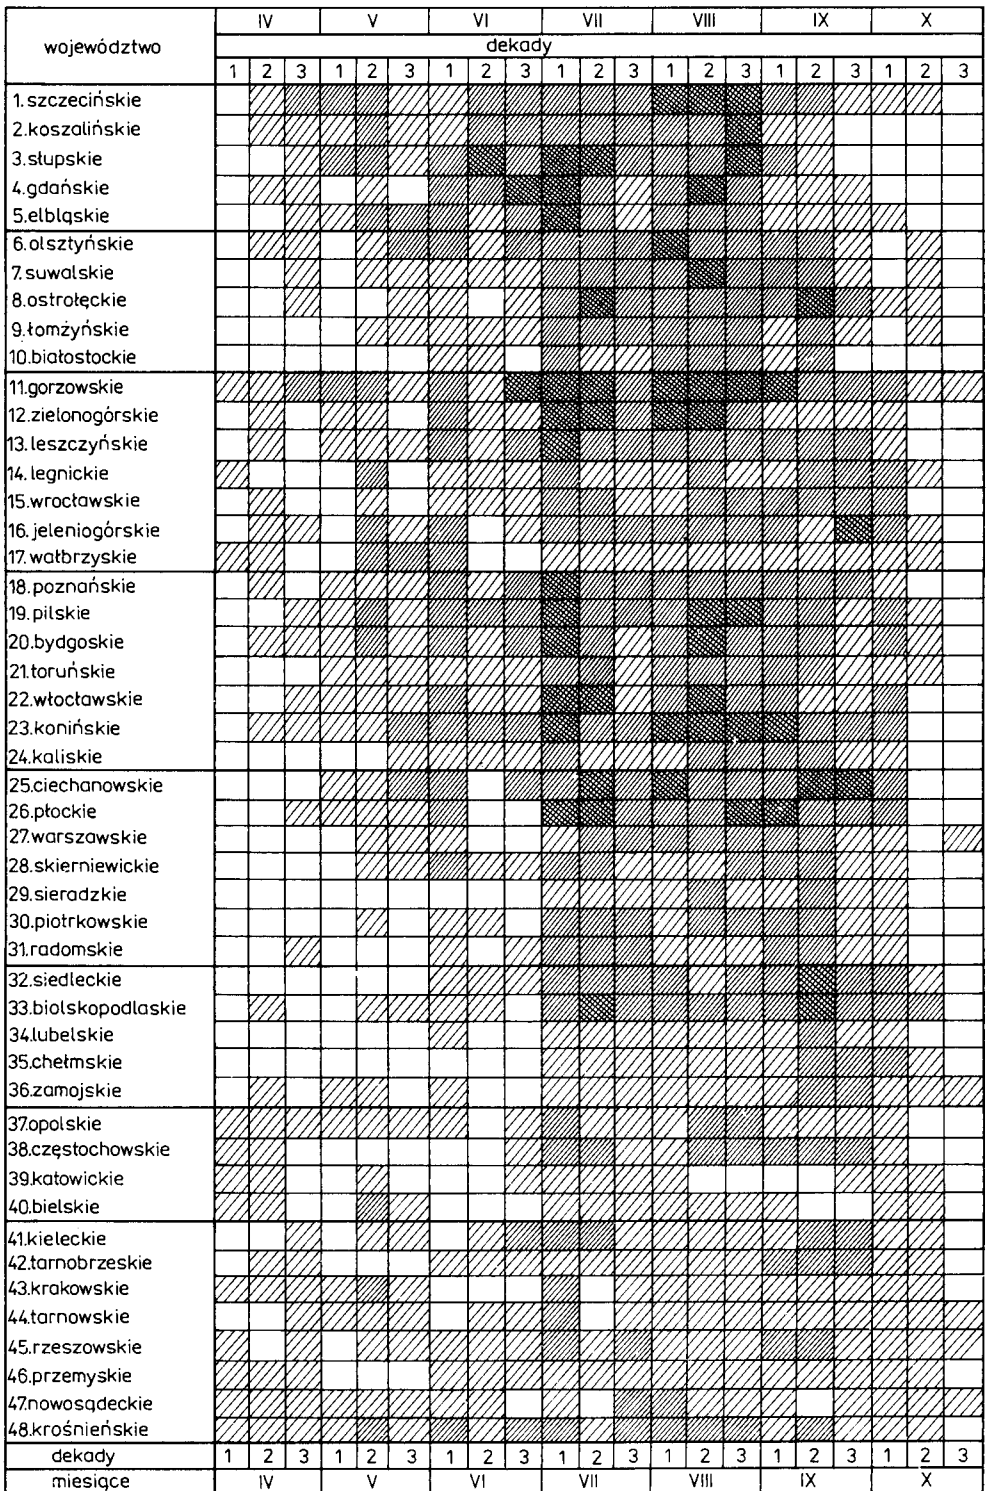 IV V VI VII VIII IX X
województwo
dekady
1 2 3 1 2 3 1 2 3 1 2 3 1 2 3 1 2 3 1 2 3
1.szczecińskie
2.koszalińskie
3.słupskie
4.gdańskie
5.elbląskie
6.olsztyńskie
7.suwalskie
8.ostrołęckie
9.łomżyńskie
10.białostockie
11.gorzowskie
12.zielonogórskie
13.leszczyńskie
14.legnickie
15.wrocławskie
16.jeleniogórskie
17.wałbrzyskie
18.poznańskie
19.pilskie
20.bydgoskie
21.toruńskie
22.włocławskie
23.konińskie
24.kaliskie
25.ciechanowskie
26.płockie
27.warszawskie
28.skierniewickie
29.sieradzkie
30.piotrkowskie
31.radomskie
32.siedleckie
33.biolskopodlaskie
34.lubelskie
35.chełmskie
36.zamojskie
37.opolskie
38.częstochowskie
39.katowickie
40.bielskie
41.kieleckie
42.tarnobrzeskie
43.krakowskie
44.tarnowskie
45.rzeszowskie
46.przemyskie
47.nowosądeckie
48.krośnieńskie
dekady 1 2 3 1 2 3 1 2 3 1 2 3 1 2 3 1 2 3 1 2 3
miesiące IV V VI VII VIII IX X